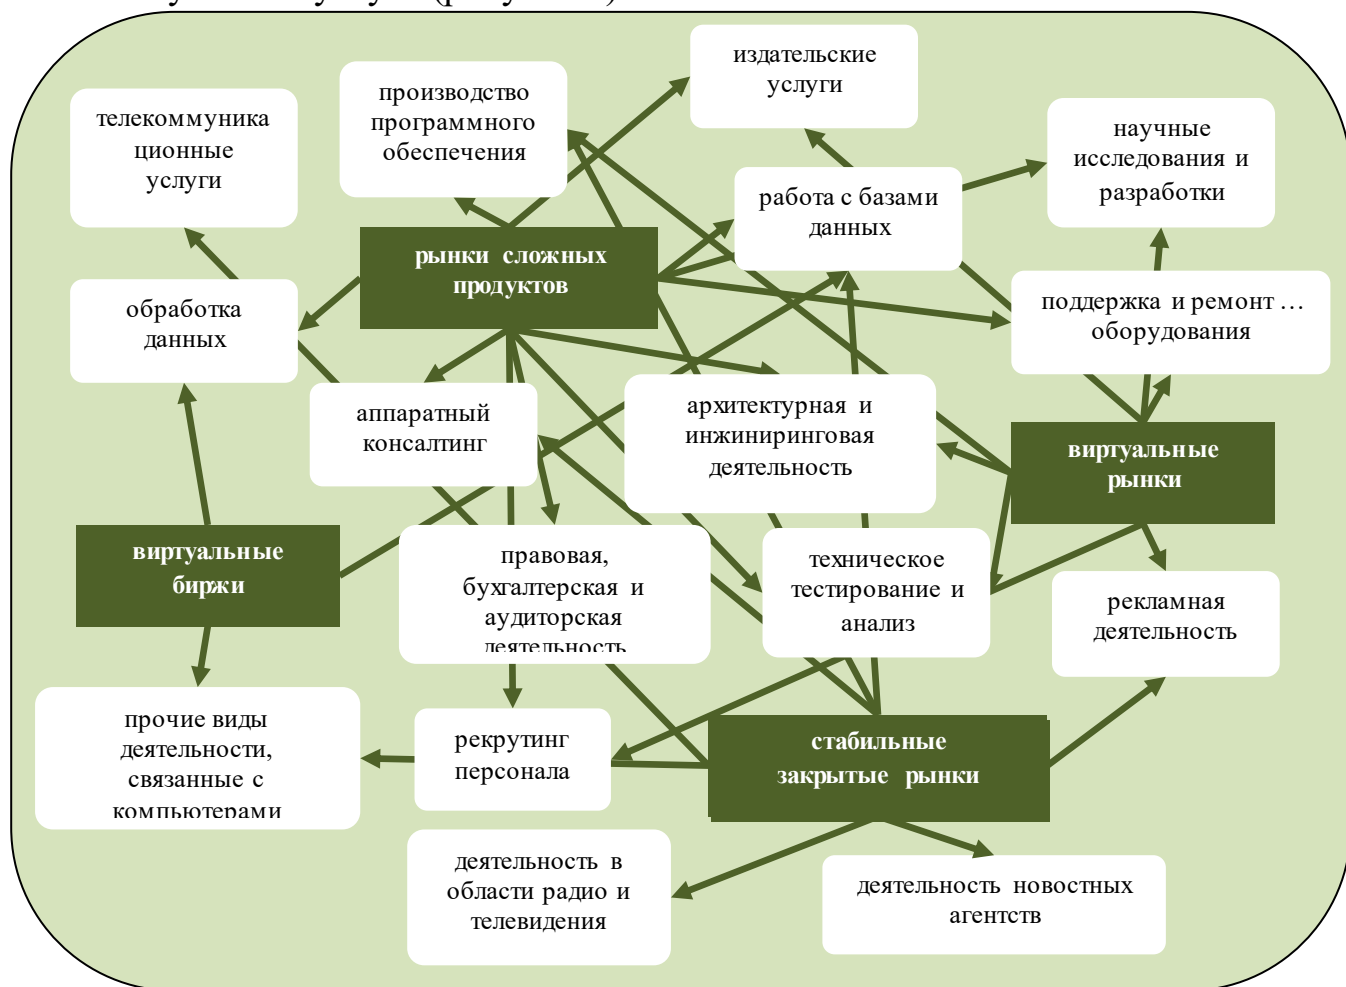 издательские
услуги
производство
программного
обеспечения
телекоммуника
ционные
услуги
научные
исследования и
разработки
работа с базами
данных
рынки сложных
продуктов
обработка
данных
поддержка и ремонт …
оборудования
аппаратный
консалтинг
архитектурная и
инжиниринговая
деятельность
виртуальные
рынки
виртуальные
биржи
правовая,
бухгалтерская и
аудиторская
деятельность
техническое
тестирование и
анализ
рекламная
деятельность
прочие виды
деятельности,
связанные с
компьютерами
рекрутинг
персонала
стабильные
закрытые рынки
деятельность в
области радио и
телевидения
деятельность новостных
агентств